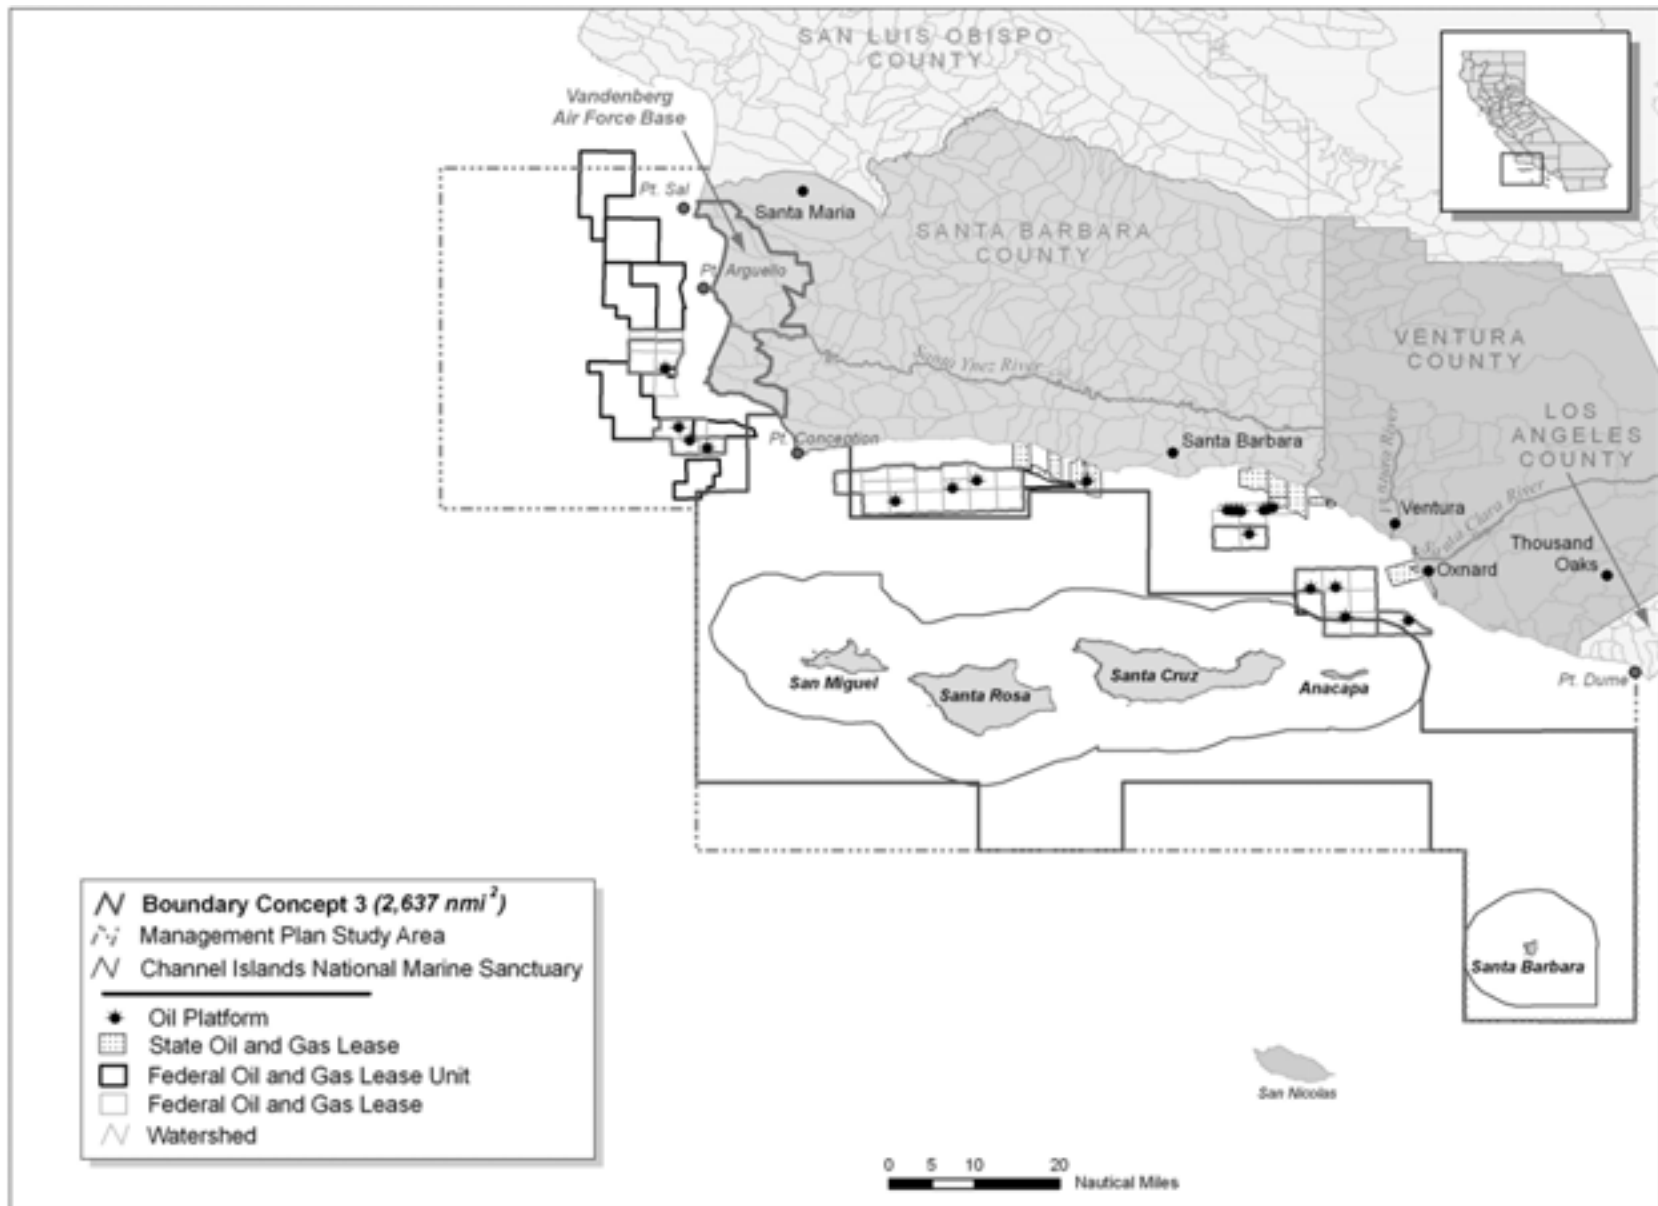 SAN LUIS OBISPO
COUNTY
Vandenberg
Air Force Base
Pt. Sal
Santa Maria
SANTA BARBARA
COUNTY
Pt. Arguello
VENTURA
COUNTY
Santa Ynez River
LOS
ANGELES
COUNTY
Pt. Conception
Santa Barbara
Ventura River
Ventura
Santa Clara River
Thousand
Oaks
Oxnard
San Miguel
Santa Rosa
Santa Cruz
Anacapa
Pt. Dume
Boundary Concept 3 (2,637 nmi²)
Management Plan Study Area
Channel Islands National Marine Sanctuary
Oil Platform
State Oil and Gas Lease
Federal Oil and Gas Lease Unit
Federal Oil and Gas Lease
Watershed
Santa Barbara
San Nicolas
0 5 10 20
Nautical Miles